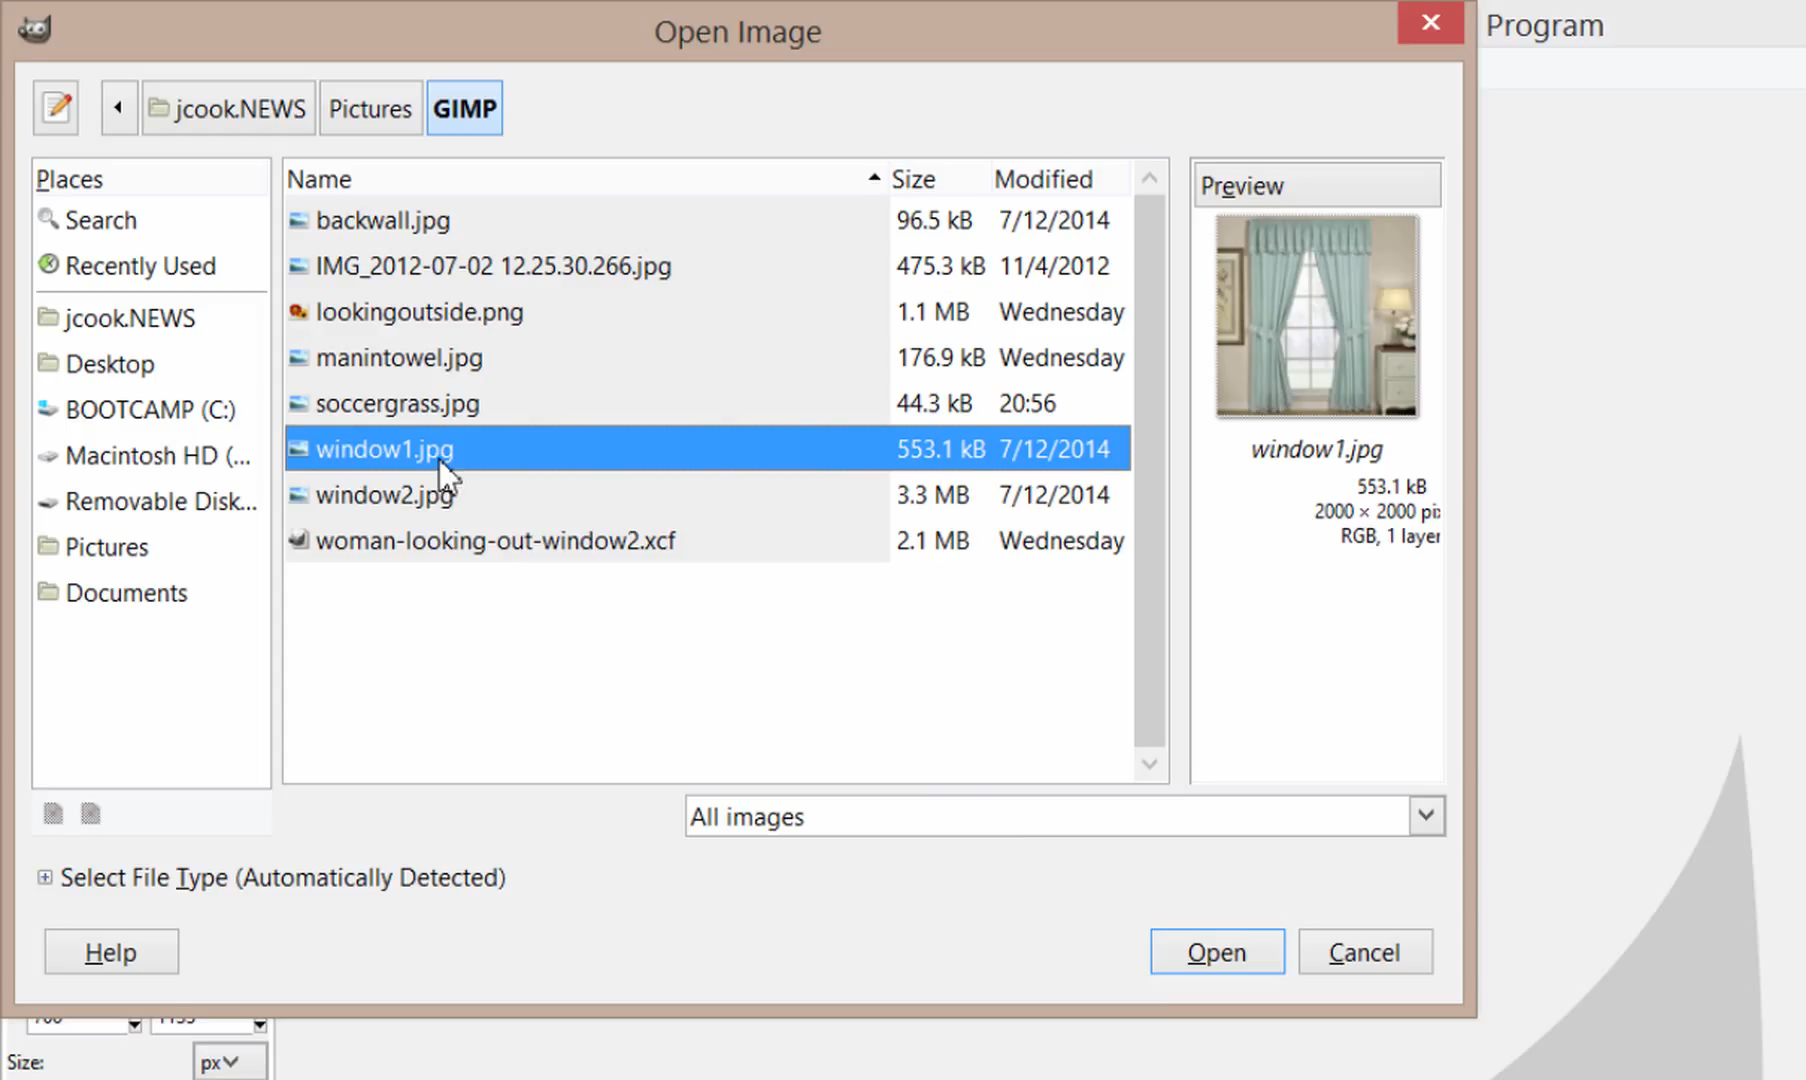 Open Image
Program
jcook.NEWS Pictures GIMP
Places
Search
Recently Used
jcook.NEWS
Desktop
BOOTCAMP (C:)
Macintosh HD (...
Removable Disk...
Pictures
Documents
Name Size Modified
backwall.jpg 96.5 kB 7/12/2014
IMG_2012-07-02 12.25.30.266.jpg 475.3 kB 11/4/2012
lookingoutside.png 1.1 MB Wednesday
manintowel.jpg 176.9 kB Wednesday
soccergrass.jpg 44.3 kB 20:56
window1.jpg 553.1 kB 7/12/2014
window2.jpg 3.3 MB 7/12/2014
woman-looking-out-window2.xcf 2.1 MB Wednesday
Preview
window1.jpg
553.1 kB
2000 × 2000 pi
RGB, 1 layer
All images
Select File Type (Automatically Detected)
Help Open Cancel
Size: px